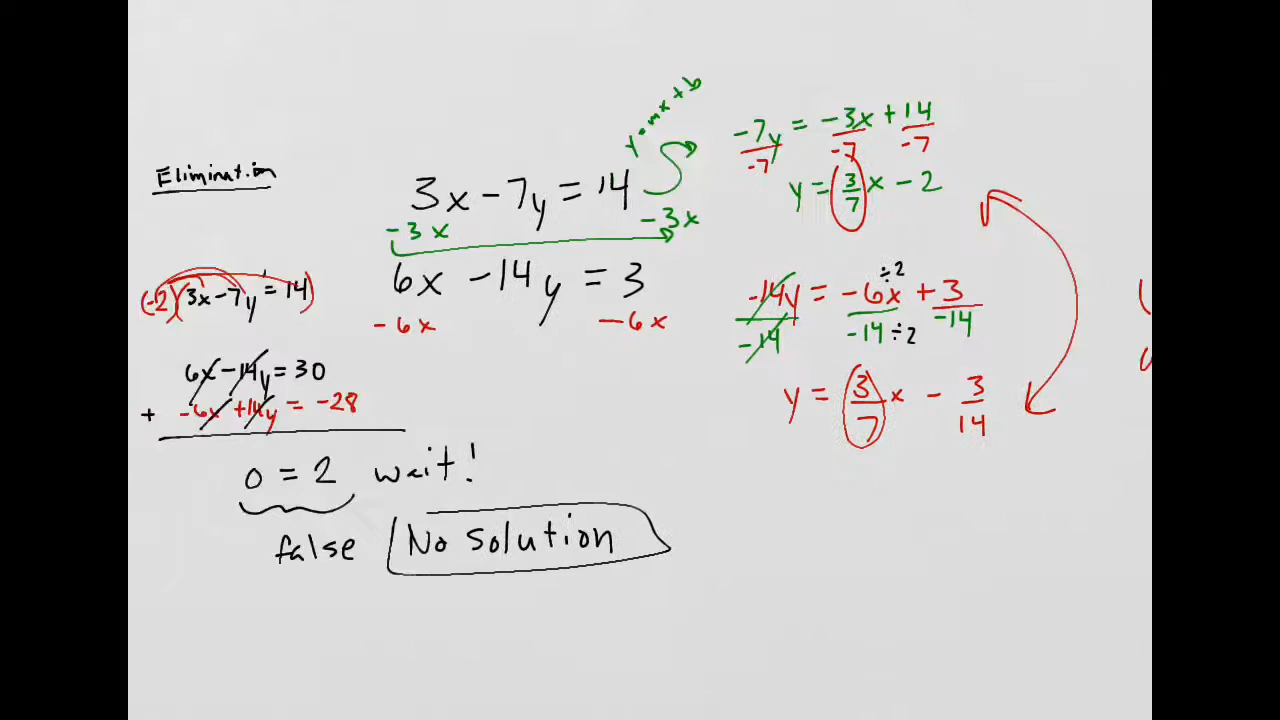 Elimination
3x - 7y = 14
y = mx + b
-3x -3x
6x - 14y = 3
-6x -6x
(-2)(3x - 7y = 14)
6x - 14y = 30
+ -6x + 14y = -28
0 = 2 wait!
false No solution
-7y = -3x + 14
-7 -7 -7
y = 3/7 x - 2
÷2
-14y = -6x + 3
-14 -14 ÷2 -14
y = 3/7 x - 3/14